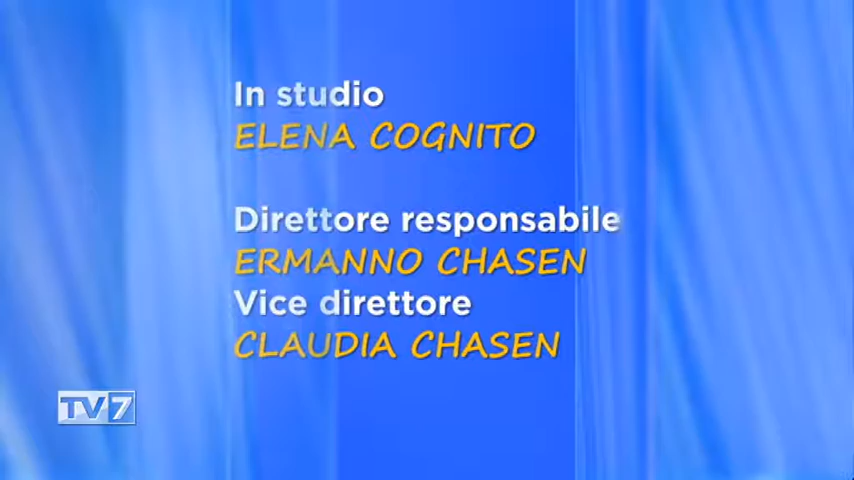 In studio
ELENA COGNITO
Direttore responsabile
ERMANNO CHASEN
Vice direttore
CLAUDIA CHASEN
TV7